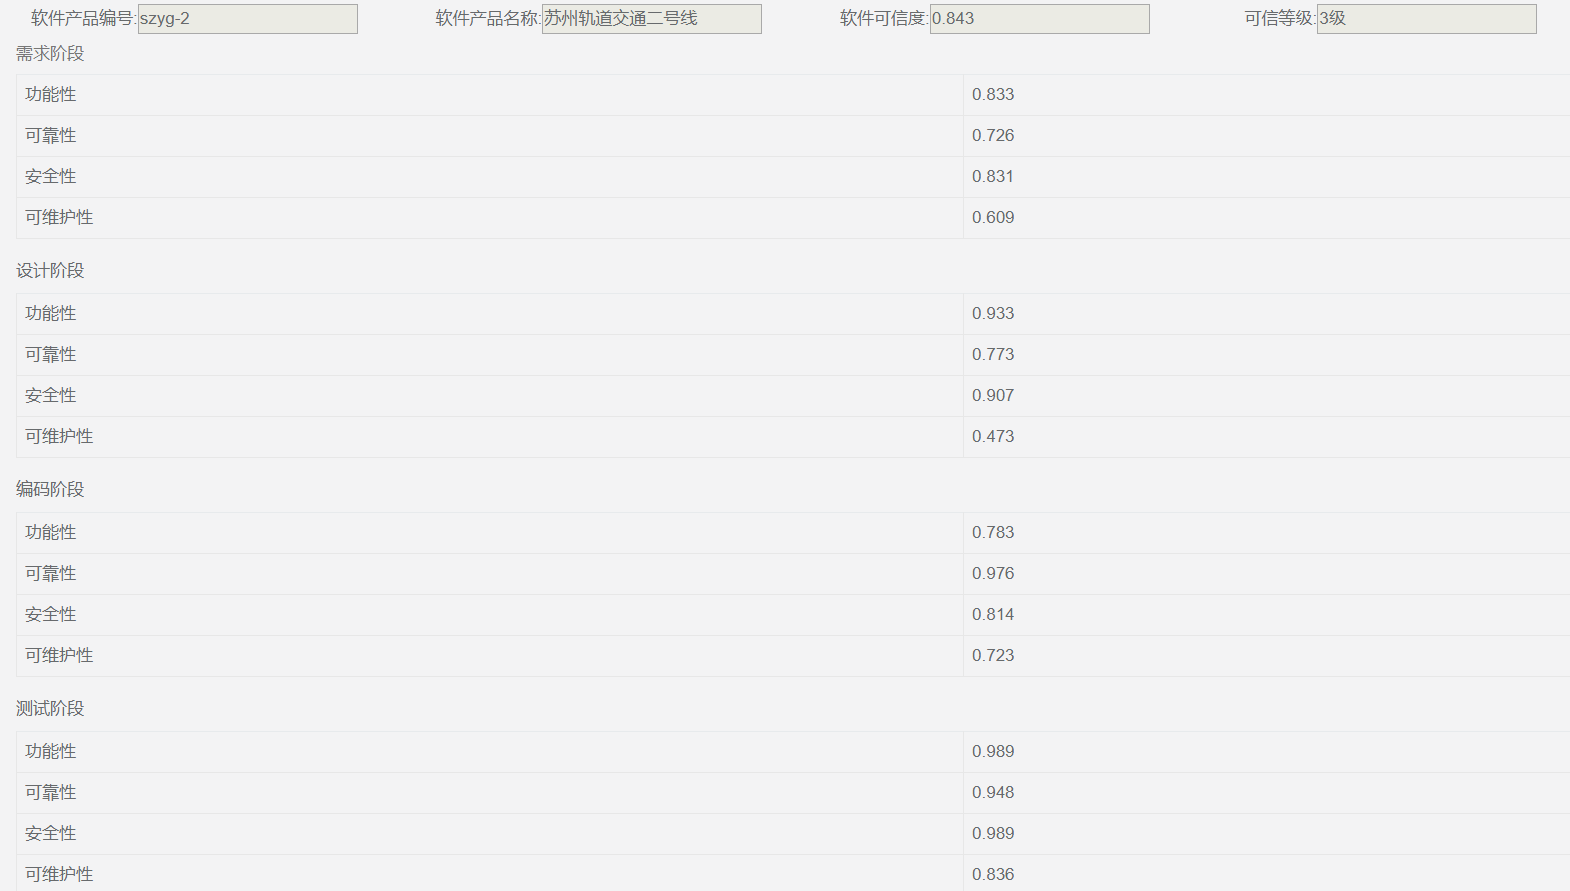 软件产品编号:szyg-2 软件产品名称:苏州轨道交通二号线 软件可信度:0.843 可信等级:3级
需求阶段
功能性 0.833
可靠性 0.726
安全性 0.831
可维护性 0.609
设计阶段
功能性 0.933
可靠性 0.773
安全性 0.907
可维护性 0.473
编码阶段
功能性 0.783
可靠性 0.976
安全性 0.814
可维护性 0.723
测试阶段
功能性 0.989
可靠性 0.948
安全性 0.989
可维护性 0.836